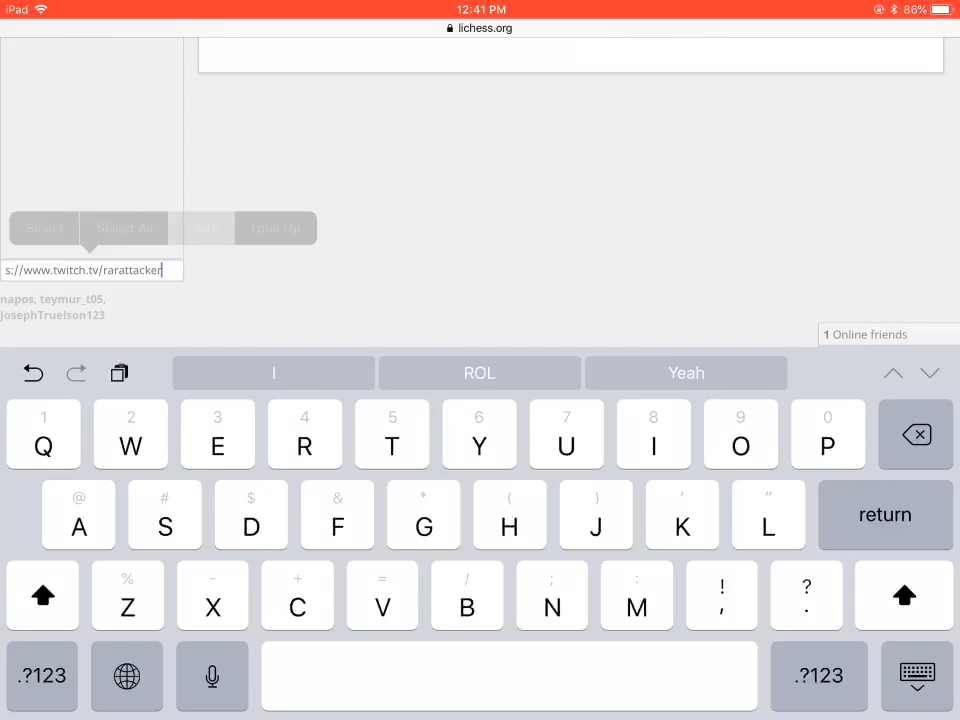 iPad 12:41 PM 86%
lichess.org
Select Select All Look Up
s://www.twitch.tv/rarattacker
napos, teymur_t05,
JosephTruelson123
1 Online friends
I ROL Yeah
1 2 3 4 5 6 7 8 9 0
Q W E R T Y U I O P
@ # $ & * ( ) ' "
A S D F G H J K L return
% - + = / ; : ! ?
Z X C V B N M , .
.?123 .?123